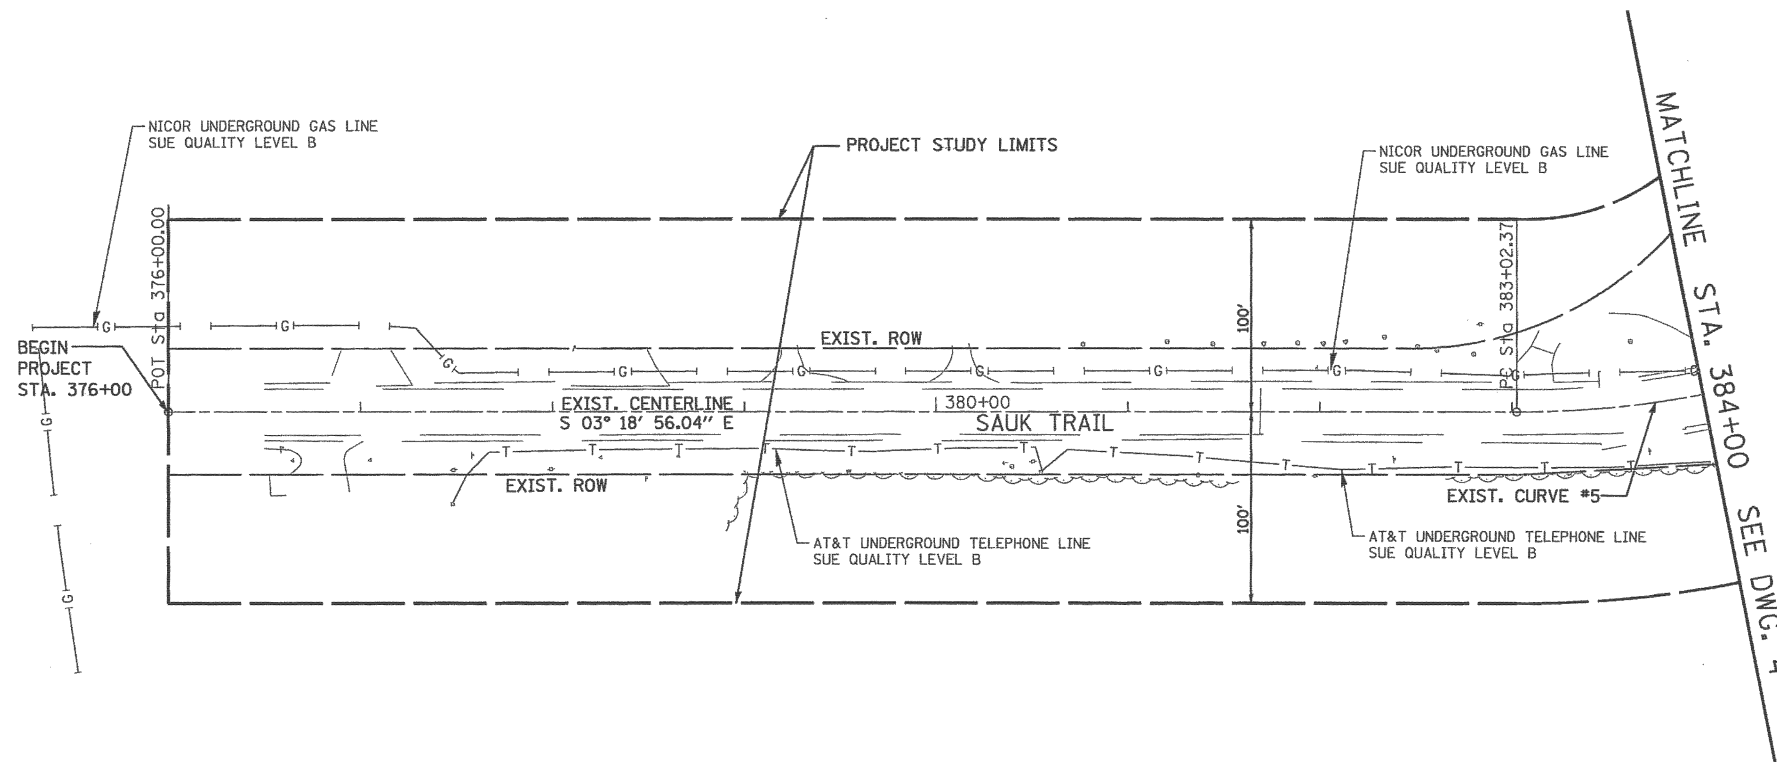 NICOR UNDERGROUND GAS LINE
SUE QUALITY LEVEL B
PROJECT STUDY LIMITS
NICOR UNDERGROUND GAS LINE
SUE QUALITY LEVEL B
MATCHLINE STA. 384+00 SEE DWG. 4
POT Sta 376+00.00
PC Sta 383+02.37
100'
G
G
BEGIN
PROJECT
STA. 376+00
EXIST. ROW
G
G
G
G
G
G
G
G
G
EXIST. CENTERLINE
S 03° 18' 56.04" E
380+00
SAUK TRAIL
G
T
T
T
T
T
T
T
T
T
T
T
T
T
T
EXIST. ROW
EXIST. CURVE #5
100'
AT&T UNDERGROUND TELEPHONE LINE
SUE QUALITY LEVEL B
AT&T UNDERGROUND TELEPHONE LINE
SUE QUALITY LEVEL B
G